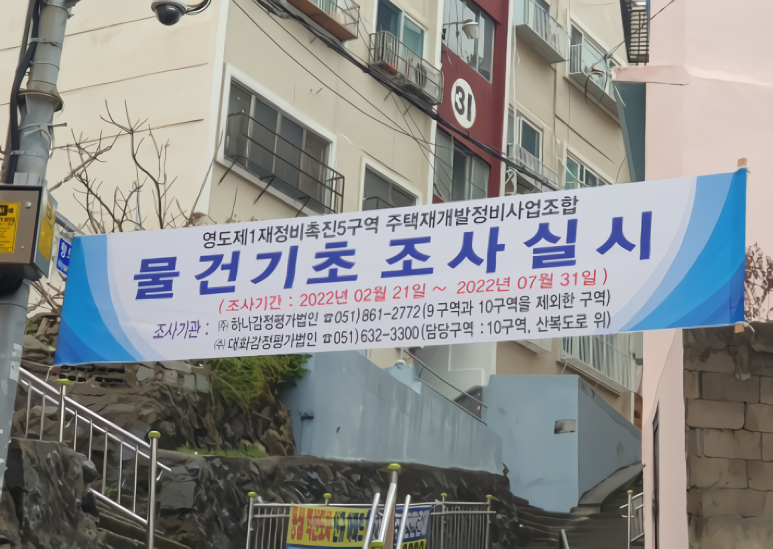 31
영도제1재정비촉진5구역 주택재개발정비사업조합
물건기초조사실시
( 조사기간 : 2022년 02월 21일 ~ 2022년 07월 31일 )
조사기관 : ㈜ 하나감정평가법인 ☎051) 861-2772 (9구역과 10구역을 제외한 구역)
㈜ 대화감정평가법인 ☎051) 632-3300 (담당구역 : 10구역, 산복도로 위)